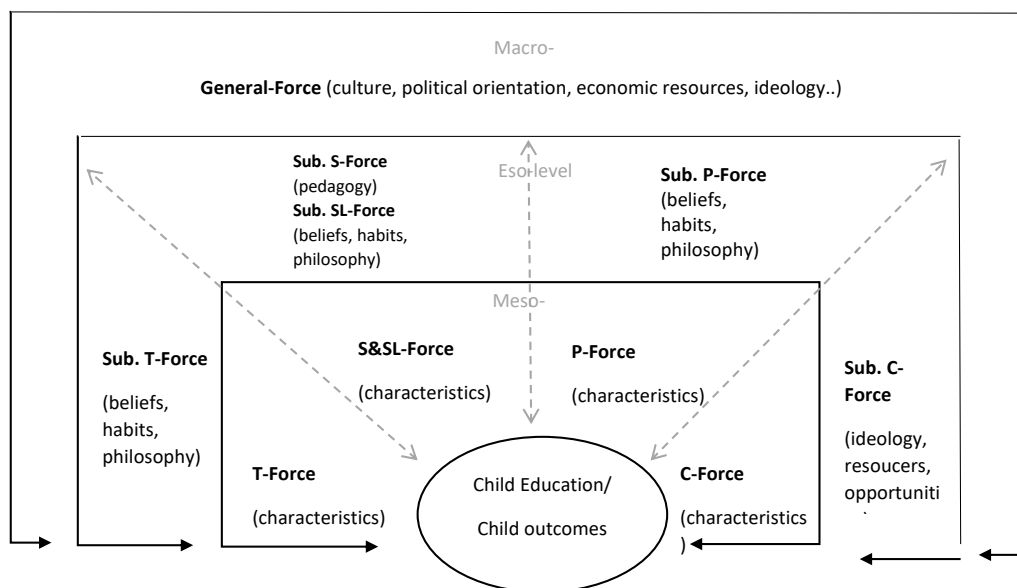 Macro-
General-Force (culture, political orientation, economic resources, ideology..)
Sub. S-Force
(pedagogy)
Sub. SL-Force
(beliefs, habits,
philosophy)
Eso-level
Sub. P-Force
(beliefs,
habits,
philosophy)
Meso-
S&SL-Force
(characteristics)
P-Force
(characteristics)
Sub. T-Force
(beliefs,
habits,
philosophy)
Sub. C-
Force
(ideology,
resoucers,
opportuniti
T-Force
(characteristics)
Child Education/
Child outcomes
C-Force
(characteristics
)